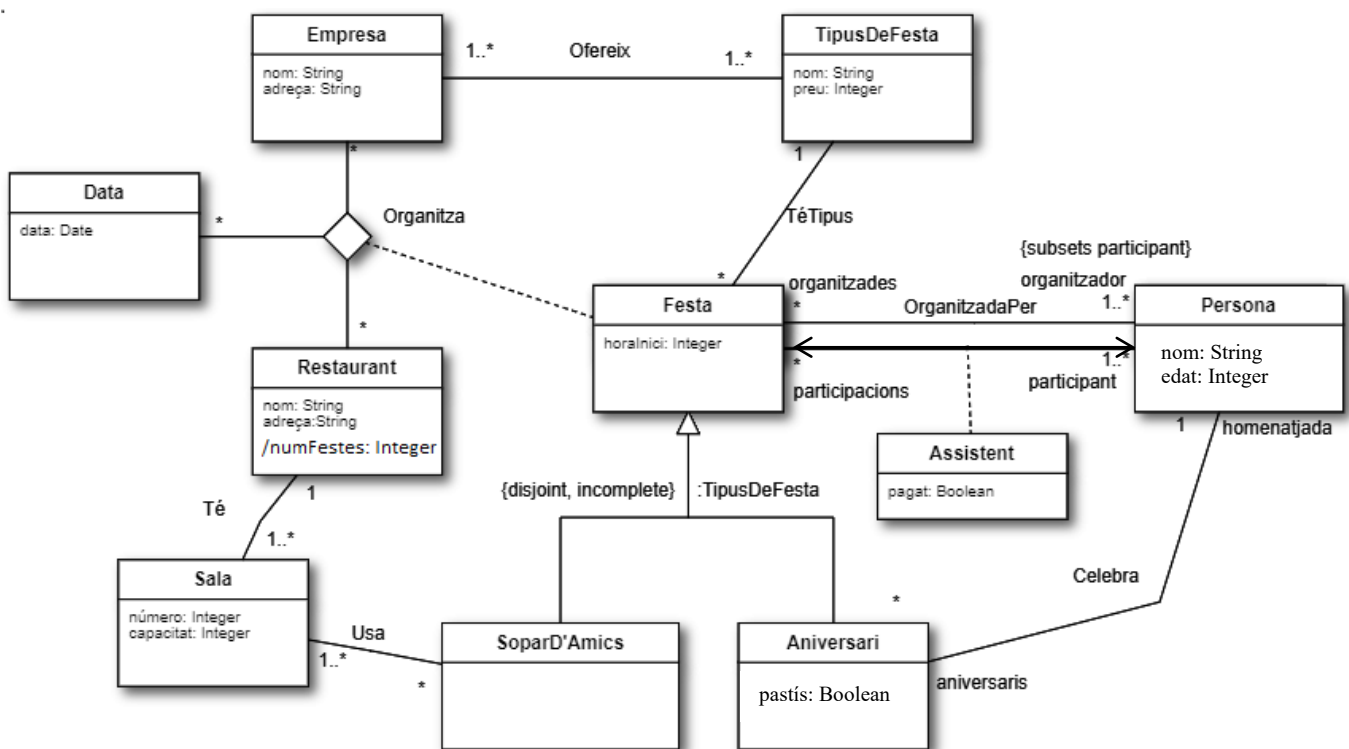 .
Empresa
nom: String
adreça: String
1..*
Ofereix
1..*
TipusDeFesta
nom: String
preu: Integer
*
1
Data
data: Date
*
Organitza
TéTipus
*
{subsets participant}
organitzades
organitzador
*
OrganitzadaPer
1..*
Festa
horaInici: Integer
Persona
nom: String
edat: Integer
*
1..*
participacions
participant
*
Restaurant
nom: String
adreça:String
/numFestes: Integer
1
homenatjada
Assistent
pagat: Boolean
{disjoint, incomplete}
:TipusDeFesta
1
Té
1..*
Sala
número: Integer
capacitat: Integer
Celebra
*
Usa
1..*
*
SoparD'Amics
Aniversari
pastís: Boolean
aniversaris